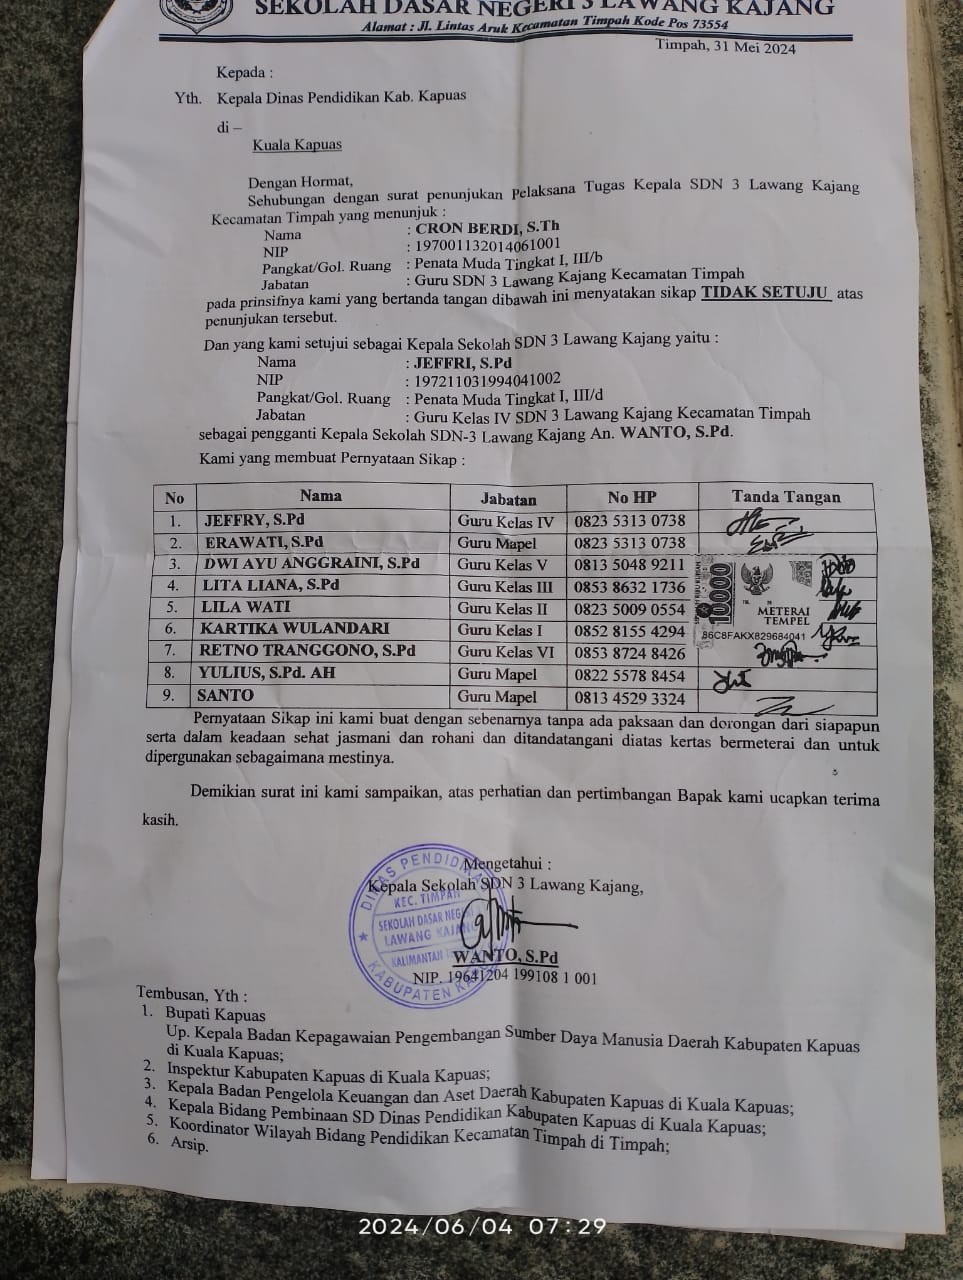 SEKOLAH DASAR NEGERI 3 LAWANG KAJANG
Alamat : Jl. Lintas Aruk Kecamatan Timpah Kode Pos 73554
Timpah, 31 Mei 2024
Kepada :
Yth. Kepala Dinas Pendidikan Kab. Kapuas
di –
Kuala Kapuas
Dengan Hormat,
Sehubungan dengan surat penunjukan Pelaksana Tugas Kepala SDN 3 Lawang Kajang
Kecamatan Timpah yang menunjuk :
Nama : CRON BERDI, S.Th
NIP : 197001132014061001
Pangkat/Gol. Ruang : Penata Muda Tingkat I, III/b
Jabatan : Guru SDN 3 Lawang Kajang Kecamatan Timpah
pada prinsifnya kami yang bertanda tangan dibawah ini menyatakan sikap TIDAK SETUJU atas
penunjukan tersebut.
Dan yang kami setujui sebagai Kepala Sekolah SDN 3 Lawang Kajang yaitu :
Nama : JEFFRI, S.Pd
NIP : 197211031994041002
Pangkat/Gol. Ruang : Penata Muda Tingkat I, III/d
Jabatan : Guru Kelas IV SDN 3 Lawang Kajang Kecamatan Timpah
sebagai pengganti Kepala Sekolah SDN-3 Lawang Kajang An. WANTO, S.Pd.
Kami yang membuat Pernyataan Sikap :
No Nama Jabatan No HP Tanda Tangan
1. JEFFRY, S.Pd Guru Kelas IV 0823 5313 0738
2. ERAWATI, S.Pd Guru Mapel 0823 5313 0738
3. DWI AYU ANGGRAINI, S.Pd Guru Kelas V 0813 5048 9211
4. LITA LIANA, S.Pd Guru Kelas III 0853 8632 1736
5. LILA WATI Guru Kelas II 0823 5009 0554
6. KARTIKA WULANDARI Guru Kelas I 0852 8155 4294
7. RETNO TRANGGONO, S.Pd Guru Kelas VI 0853 8724 8426
8. YULIUS, S.Pd. AH Guru Mapel 0822 5578 8454
9. SANTO Guru Mapel 0813 4529 3324
10000
METERAI
TEMPEL
86C8FAKX829684041
Pernyataan Sikap ini kami buat dengan sebenarnya tanpa ada paksaan dan dorongan dari siapapun
serta dalam keadaan sehat jasmani dan rohani dan ditandatangani diatas kertas bermeterai dan untuk
dipergunakan sebagaimana mestinya.
Demikian surat ini kami sampaikan, atas perhatian dan pertimbangan Bapak kami ucapkan terima
kasih.
Mengetahui :
Kepala Sekolah SDN 3 Lawang Kajang,
DINAS PENDIDIKAN
KEC. TIMPAH
SEKOLAH DASAR NEGERI
LAWANG KAJANG
KALIMANTAN
KABUPATEN
WANTO, S.Pd
NIP. 19641204 199108 1 001
Tembusan, Yth :
1. Bupati Kapuas
Up. Kepala Badan Kepagawaian Pengembangan Sumber Daya Manusia Daerah Kabupaten Kapuas
di Kuala Kapuas;
2. Inspektur Kabupaten Kapuas di Kuala Kapuas;
3. Kepala Badan Pengelola Keuangan dan Aset Daerah Kabupaten Kapuas di Kuala Kapuas;
4. Kepala Bidang Pembinaan SD Dinas Pendidikan Kabupaten Kapuas di Kuala Kapuas;
5. Koordinator Wilayah Bidang Pendidikan Kecamatan Timpah di Timpah;
6. Arsip.
2024/06/04 07:29